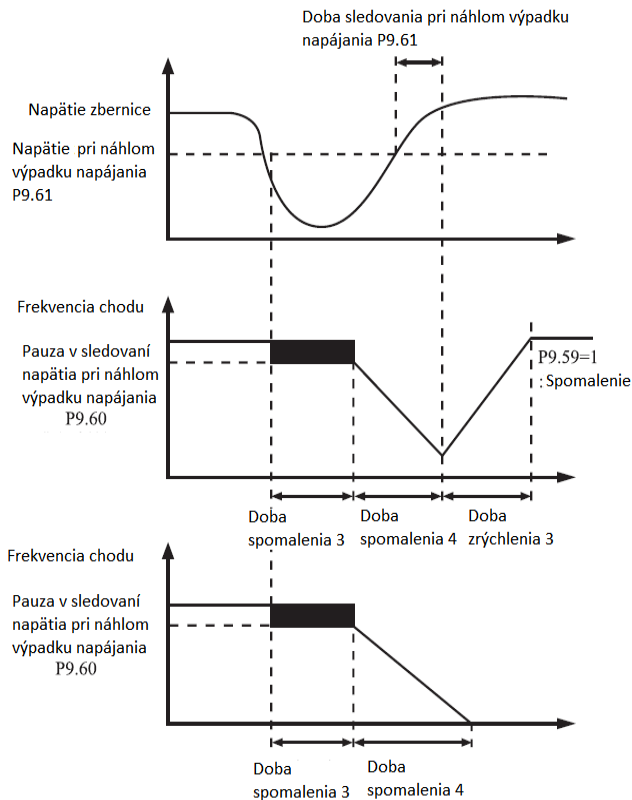 Doba sledovania pri náhlom výpadku
napájania P9.61
Napätie zbernice
Napätie pri náhlom
výpadku napájania
P9.61
Frekvencia chodu
Pauza v sledovaní
napätia pri náhlom
výpadku napájania
P9.60
P9.59=1
: Spomalenie
Doba
spomalenia 3
Doba
spomalenia 4
Doba
zrýchlenia 3
Frekvencia chodu
Pauza v sledovaní
napätia pri náhlom
výpadku napájania
P9.60
Doba
spomalenia 3
Doba
spomalenia 4